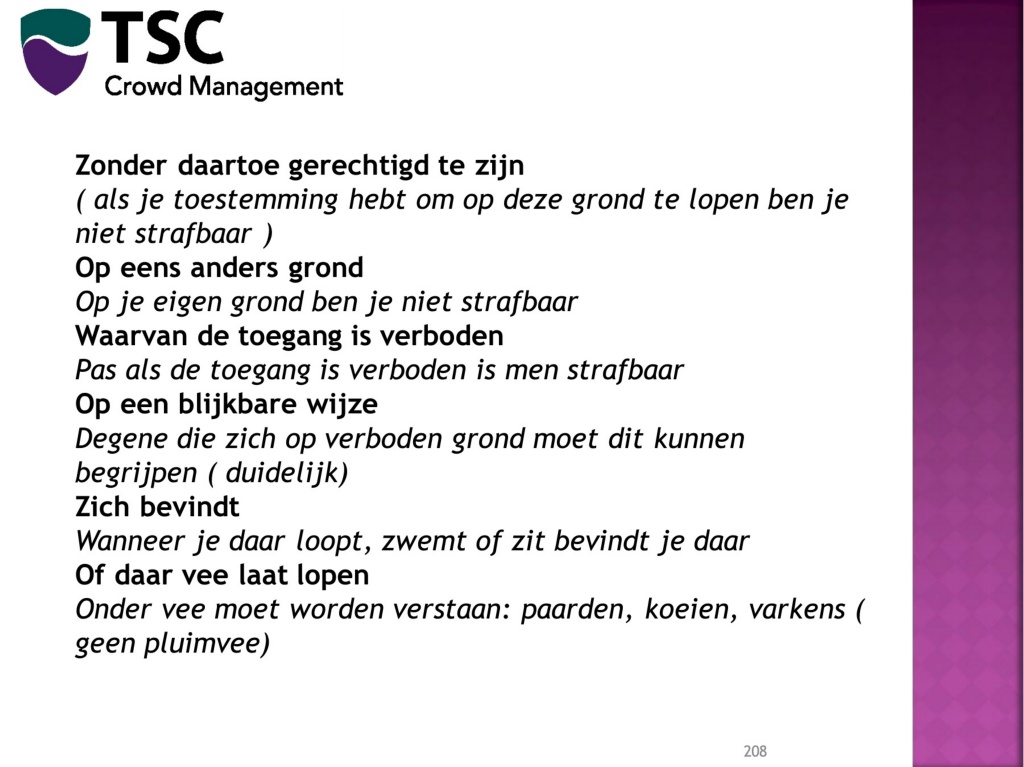 TSC
Crowd Management
Zonder daartoe gerechtigd te zijn
( als je toestemming hebt om op deze grond te lopen ben je
niet strafbaar )
Op eens anders grond
Op je eigen grond ben je niet strafbaar
Waarvan de toegang is verboden
Pas als de toegang is verboden is men strafbaar
Op een blijkbare wijze
Degene die zich op verboden grond moet dit kunnen
begrijpen ( duidelijk)
Zich bevindt
Wanneer je daar loopt, zwemt of zit bevindt je daar
Of daar vee laat lopen
Onder vee moet worden verstaan: paarden, koeien, varkens (
geen pluimvee)
208